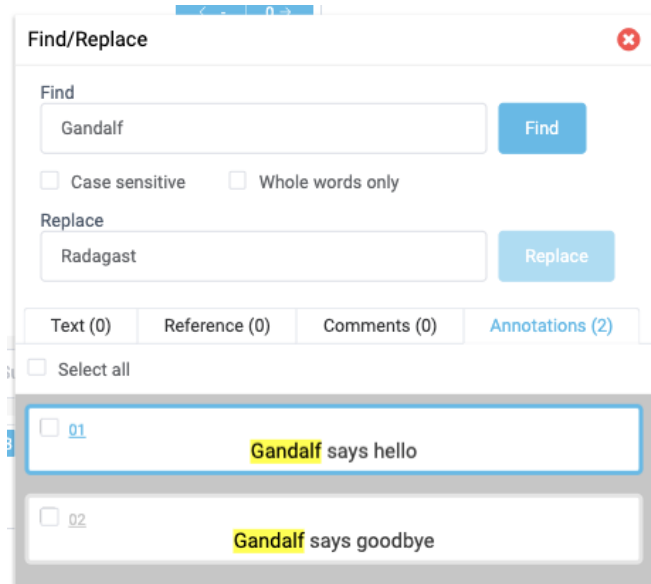 ← - 0 →
Find/Replace
Find
Gandalf Find
Case sensitive Whole words only
Replace
Radagast Replace
Text (0) Reference (0) Comments (0) Annotations (2)
Select all
01
Gandalf says hello
02
Gandalf says goodbye